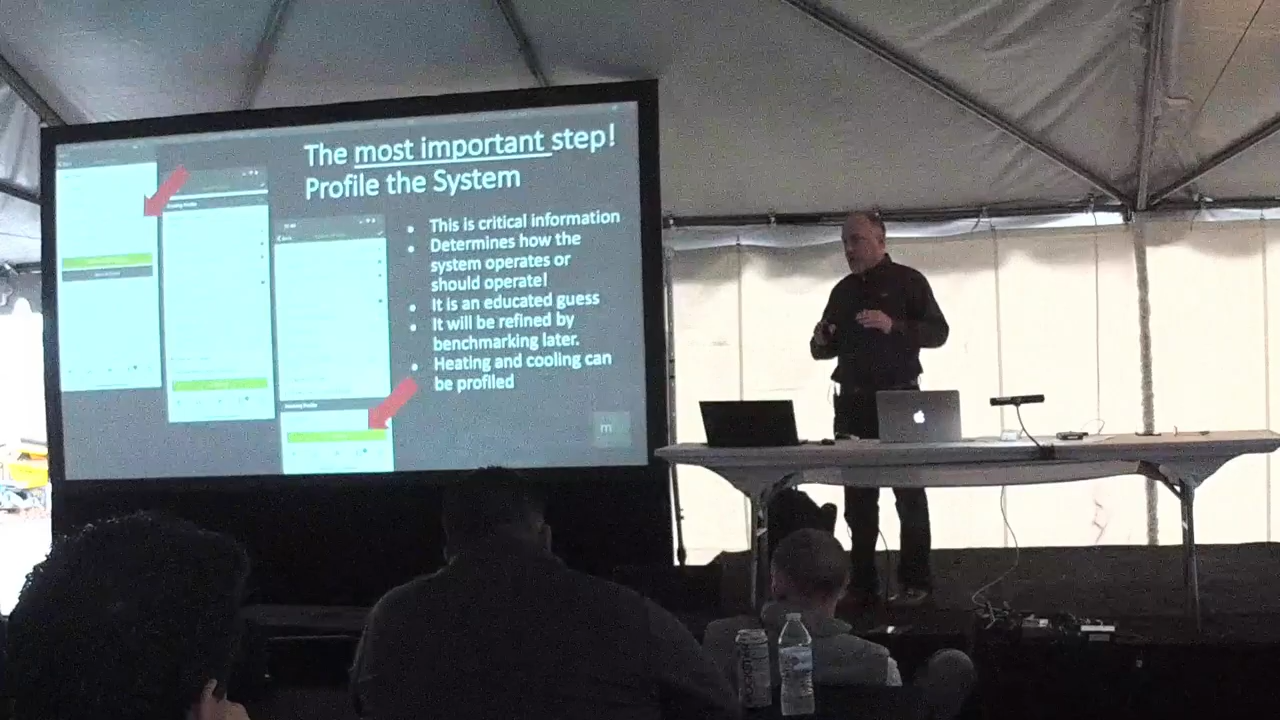 The most important step!
Profile the System
• This is critical information
• Determines how the
system operates or
should operate!
• It is an educated guess
• It will be refined by
benchmarking later.
• Heating and cooling can
be profiled
m